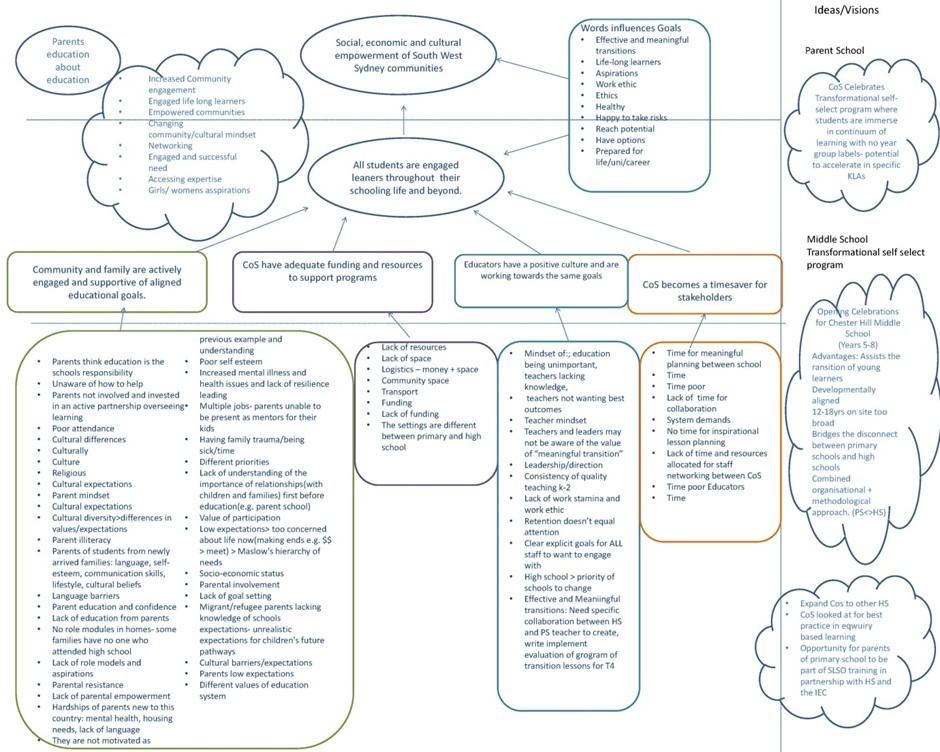 Ideas/Visions
Parents
education
about
education
Social, economic and cultural
empowerment of South West
Sydney communities
Words influences Goals
• Effective and meaningful
transitions
• Life-long learners
• Aspirations
• Work ethic
• Ethics
• Healthy
• Happy to take risks
• Reach potential
• Have options
• Prepared for
life/uni/career
Parent School
CoS Celebrates
Transformational self-
select program where
students are immerse
in continuum of
learning with no year
group labels- potential
to accelerate in specific
KLAs
• Increased Community
engagement
• Engaged life long learners
• Empowered communities
• Changing
community/cultural mindset
• Networking
• Engaged and successful
need
• Accessing expertise
• Girls/ womens asspirations
All students are engaged
leaners throughout their
schooling life and beyond.
Community and family are actively
engaged and supportive of aligned
educational goals.
CoS have adequate funding and resources
to support programs
Educators have a positive culture and are
working towards the same goals
CoS becomes a timesaver for
stakeholders
Middle School
Transformational self select
program
Opening Celebrations
for Chester Hill Middle
School
(Years 5-8)
Advantages: Assists the
ransition of young
learners
Developmentally
aligned
12-18yrs on site too
broad
Bridges the disconnect
between primary
schools and high
schools
Combined
organisational +
methodological
approach. (PS<>HS)
• Parents think education is the
schools responsibility
• Unaware of how to help
• Parents not involved and invested
in an active partnership overseeing
learning
• Poor attendance
• Cultural differences
• Culturally
• Culture
• Religious
• Cultural expectations
• Parent mindset
• Cultural expectations
• Cultural diversity>differences in
values/expectations
• Parent illiteracy
• Parents of students from newly
arrived families: language, self-
esteem, communication skills,
lifestyle, cultural beliefs
• Language barriers
• Parent education and confidence
• Lack of education from parents
• No role modules in homes- some
families have no one who
attended high school
• Lack of role models and
aspirations
• Parental resistance
• Lack of parental empowerment
• Hardships of parents new to this
country: mental health, housing
needs, lack of language
• They are not motivated as
previous example and
understanding
• Poor self esteem
• Increased mental illness and
health issues and lack of resilience
leading
• Multiple jobs- parents unable to
be present as mentors for their
kids
• Having family trauma/being
sick/time
• Different priorities
• Lack of understanding of the
importance of relationships(with
children and families) first before
education(e.g. parent school)
• Value of participation
• Low expectations> too concerned
about life now(making ends e.g. $$
> meet) > Maslow's hierarchy of
needs
• Socio-economic status
• Parental involvement
• Lack of goal setting
• Migrant/refugee parents lacking
knowledge of schools
expectations- unrealistic
expectations for children's future
pathways
• Cultural barriers/expectations
• Parents low expectations
• Different values of education
system
• Lack of resources
• Lack of space
• Logistics – money + space
• Community space
• Transport
• Funding
• Lack of funding
• The settings are different
between primary and high
school
• Mindset of:; education
being unimportant,
teachers lacking
knowledge,
• teachers not wanting best
outcomes
• Teacher mindset
• Teachers and leaders may
not be aware of the value
of "meaningful transition"
• Leadership/direction
• Consistency of quality
teaching k-2
• Lack of work stamina and
work ethic
• Retention doesn't equal
attention
• Clear explicit goals for ALL
staff to want to engage
with
• High school > priority of
schools to change
• Effective and Meaniingful
transitions: Need specific
collaboration between HS
and PS teacher to create,
write implement
evaluation of grogram of
transition lessons for T4
• Time for meaningful
planning between school
• Time
• Time poor
• Lack of time for
collaboration
• System demands
• No time for inspirational
lesson planning
• Lack of time and resources
allocated for staff
networking between CoS
• Time poor Educators
• Time
• Expand Cos to other HS
• CoS looked at for best
practice in eqwuiry
based learning
• Opportunity for parents
of primary school to be
part of SLSO training in
partnership with HS and
the IEC